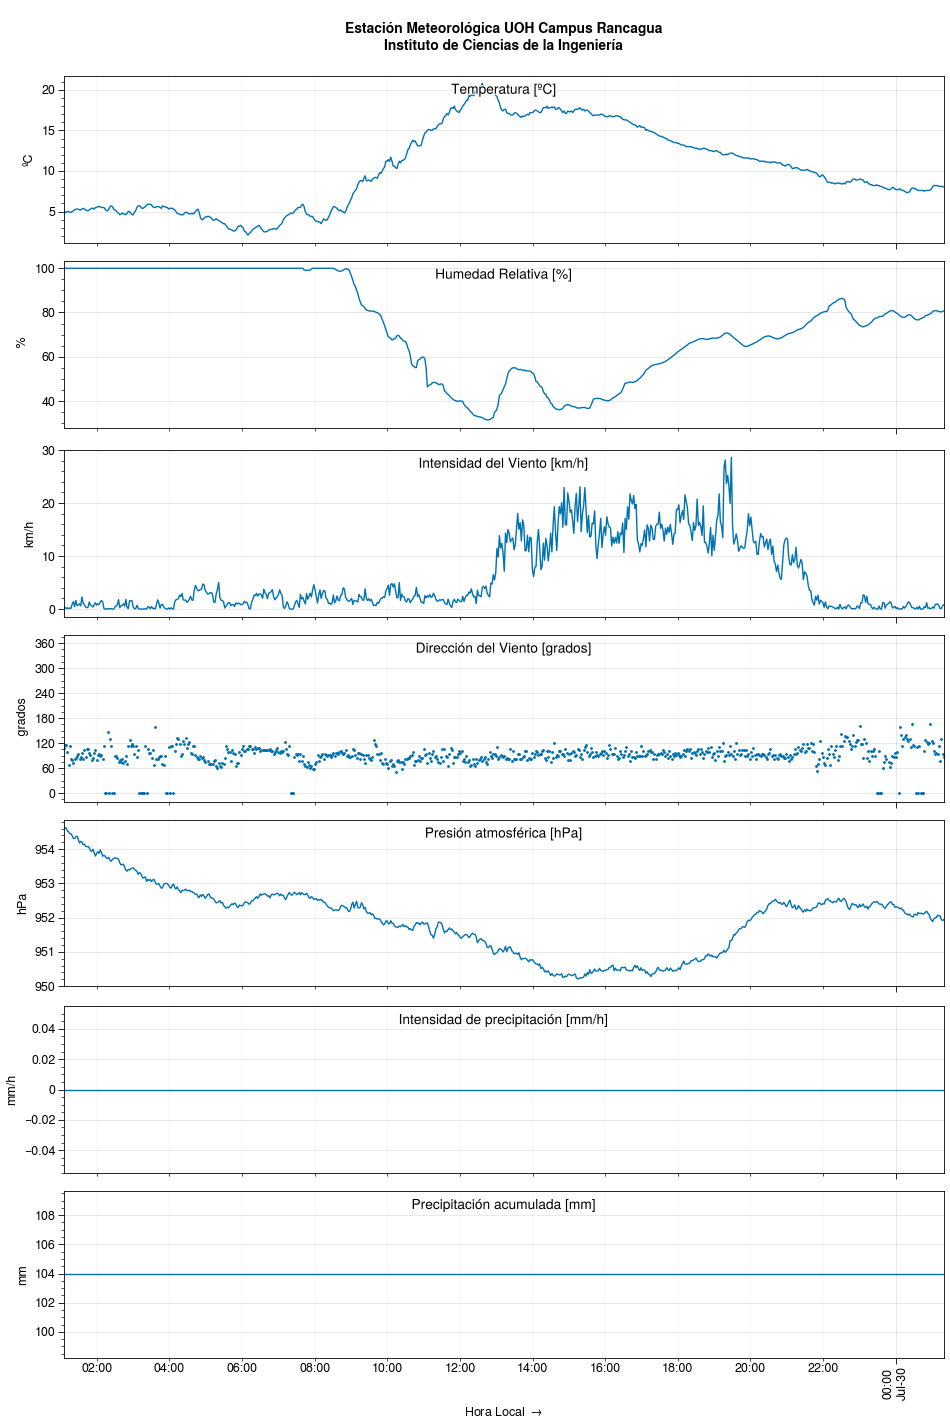 Estación Meteorológica UOH Campus Rancagua
Instituto de Ciencias de la Ingeniería
Temperatura [ºC]
20
15
10
5
ºC
Humedad Relativa [%]
100
80
60
40
%
Intensidad del Viento [km/h]
30
20
10
0
km/h
Dirección del Viento [grados]
360
300
240
180
120
60
0
grados
Presión atmosférica [hPa]
954
953
952
951
950
hPa
Intensidad de precipitación [mm/h]
0.04
0.02
0
−0.02
−0.04
mm/h
Precipitación acumulada [mm]
108
106
104
102
100
mm
02:00 04:00 06:00 08:00 10:00 12:00 14:00 16:00 18:00 20:00 22:00 00:00
Jul-30
Hora Local →